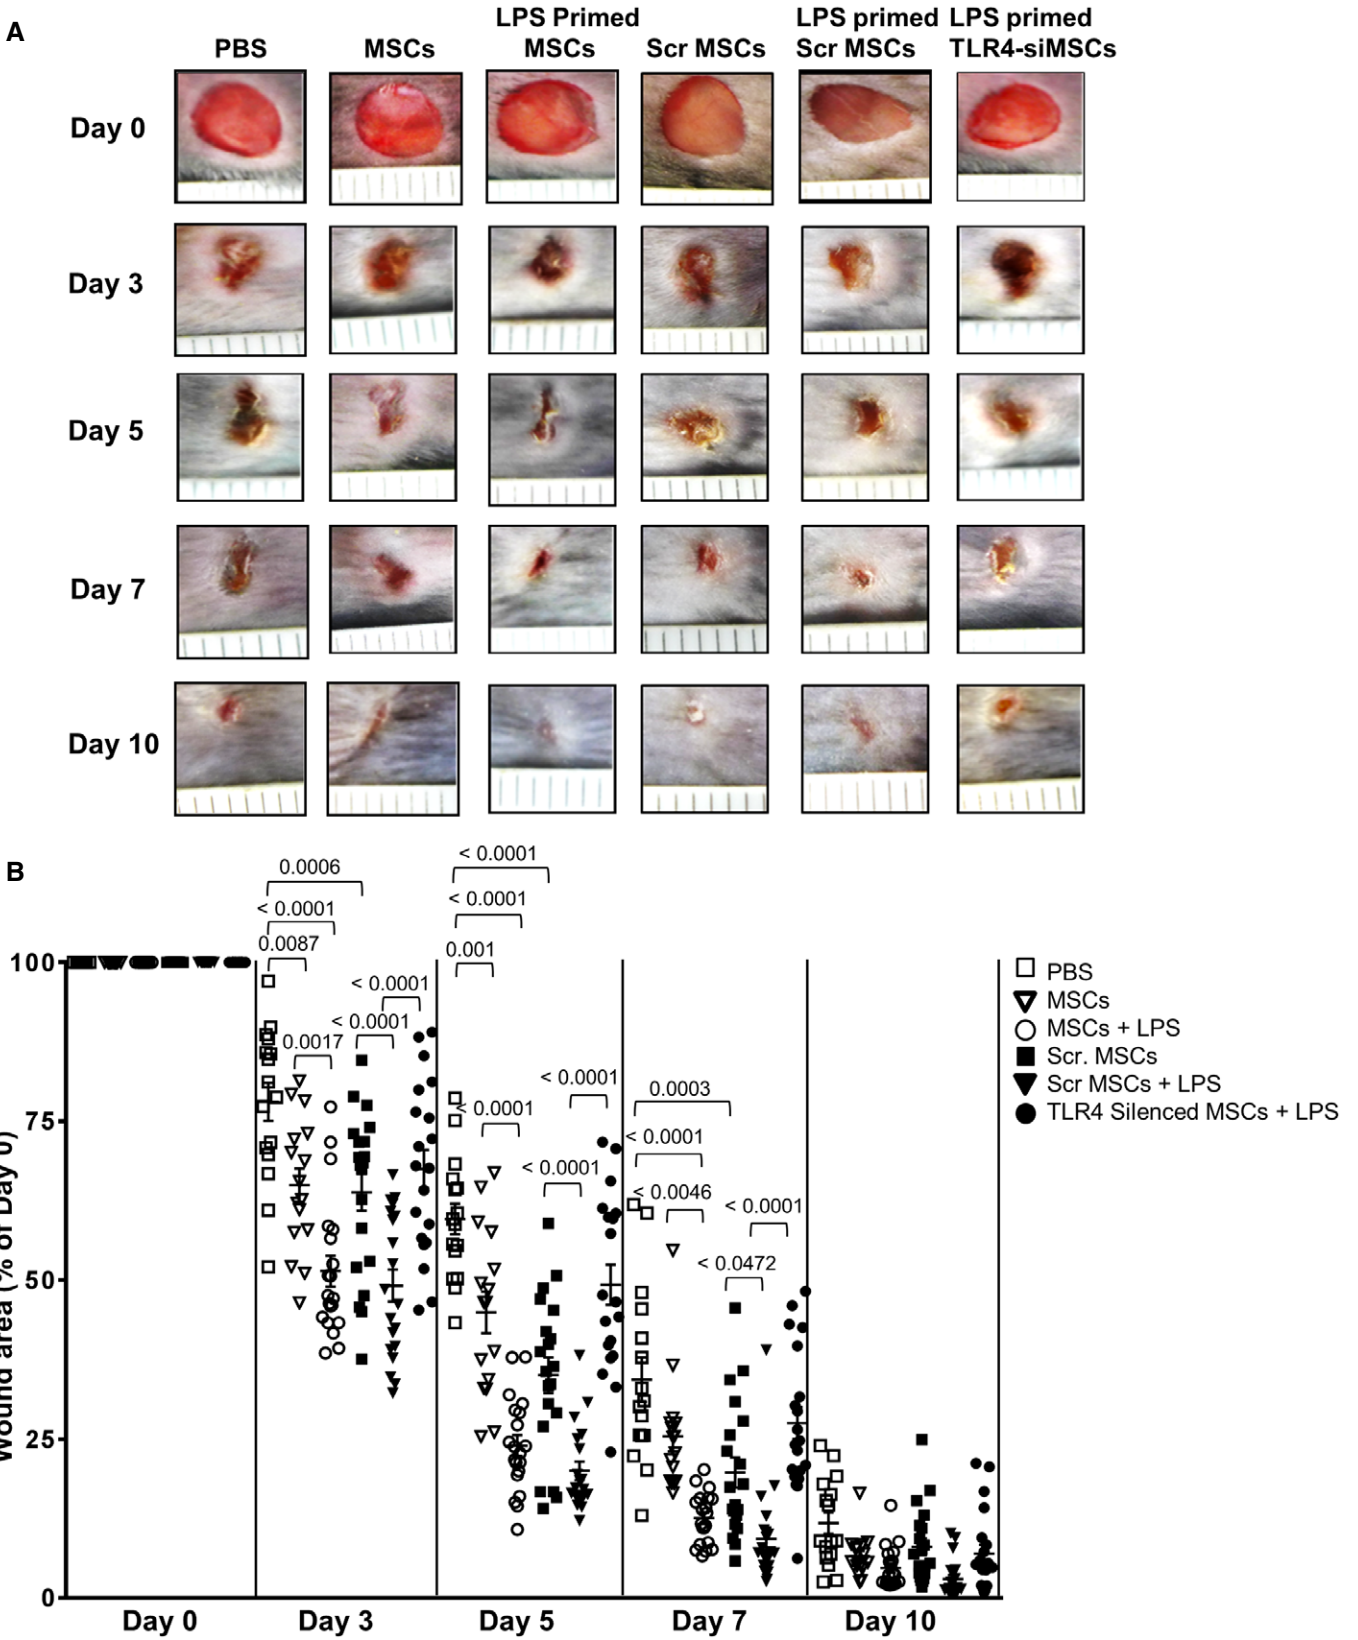 A
PBS
MSCs
LPS Primed
MSCs
Scr MSCs
LPS primed
Scr MSCs
LPS primed
TLR4-siMSCs
Day 0
Day 3
Day 5
Day 7
Day 10
B
0.0006
< 0.0001
0.0087
0.0017
< 0.0001
< 0.0001
< 0.0001
< 0.0001
0.001
< 0.0001
< 0.0001
< 0.0001
0.0003
< 0.0001
< 0.0046
< 0.0001
< 0.0472
Wound area (% of Day 0)
100
75
50
25
0
Day 0
Day 3
Day 5
Day 7
Day 10
PBS
MSCs
MSCs + LPS
Scr. MSCs
Scr MSCs + LPS
TLR4 Silenced MSCs + LPS